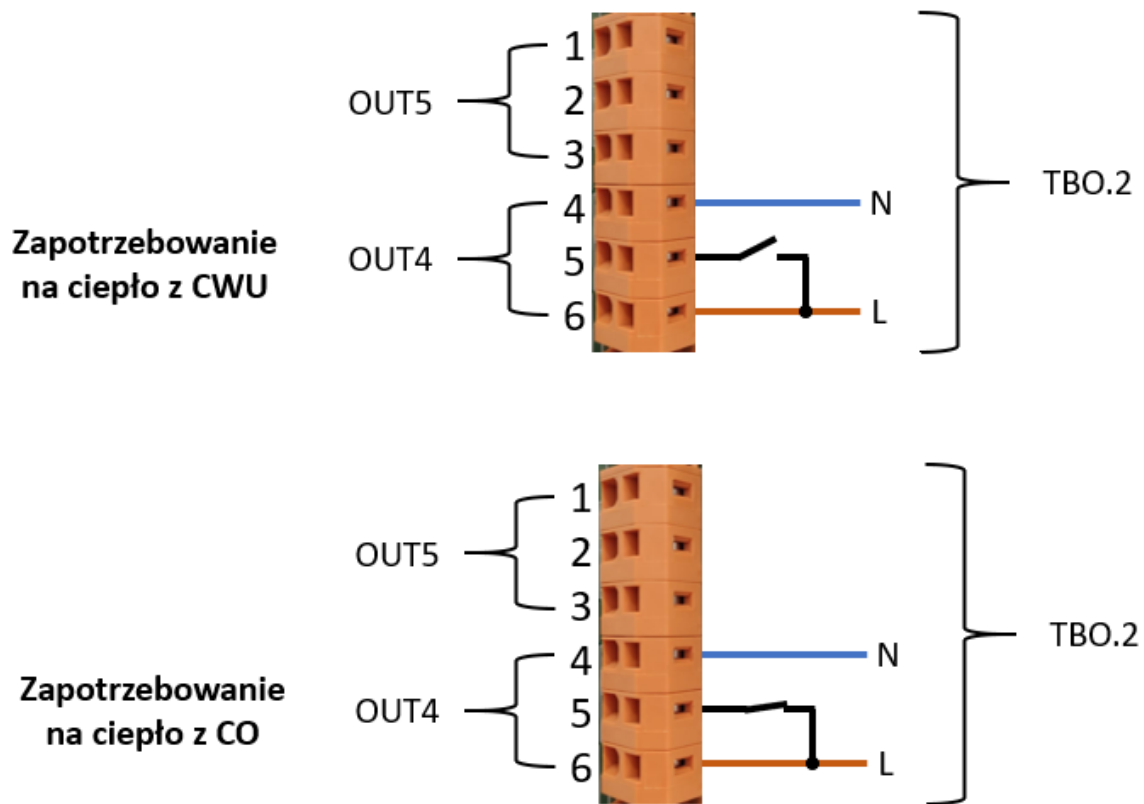 1
OUT5
2
TBO.2
3
4
N
Zapotrzebowanie
na ciepło z CWU
OUT4
5
6
L
1
OUT5
2
3
TBO.2
4
N
Zapotrzebowanie
na ciepło z CO
OUT4
5
6
L